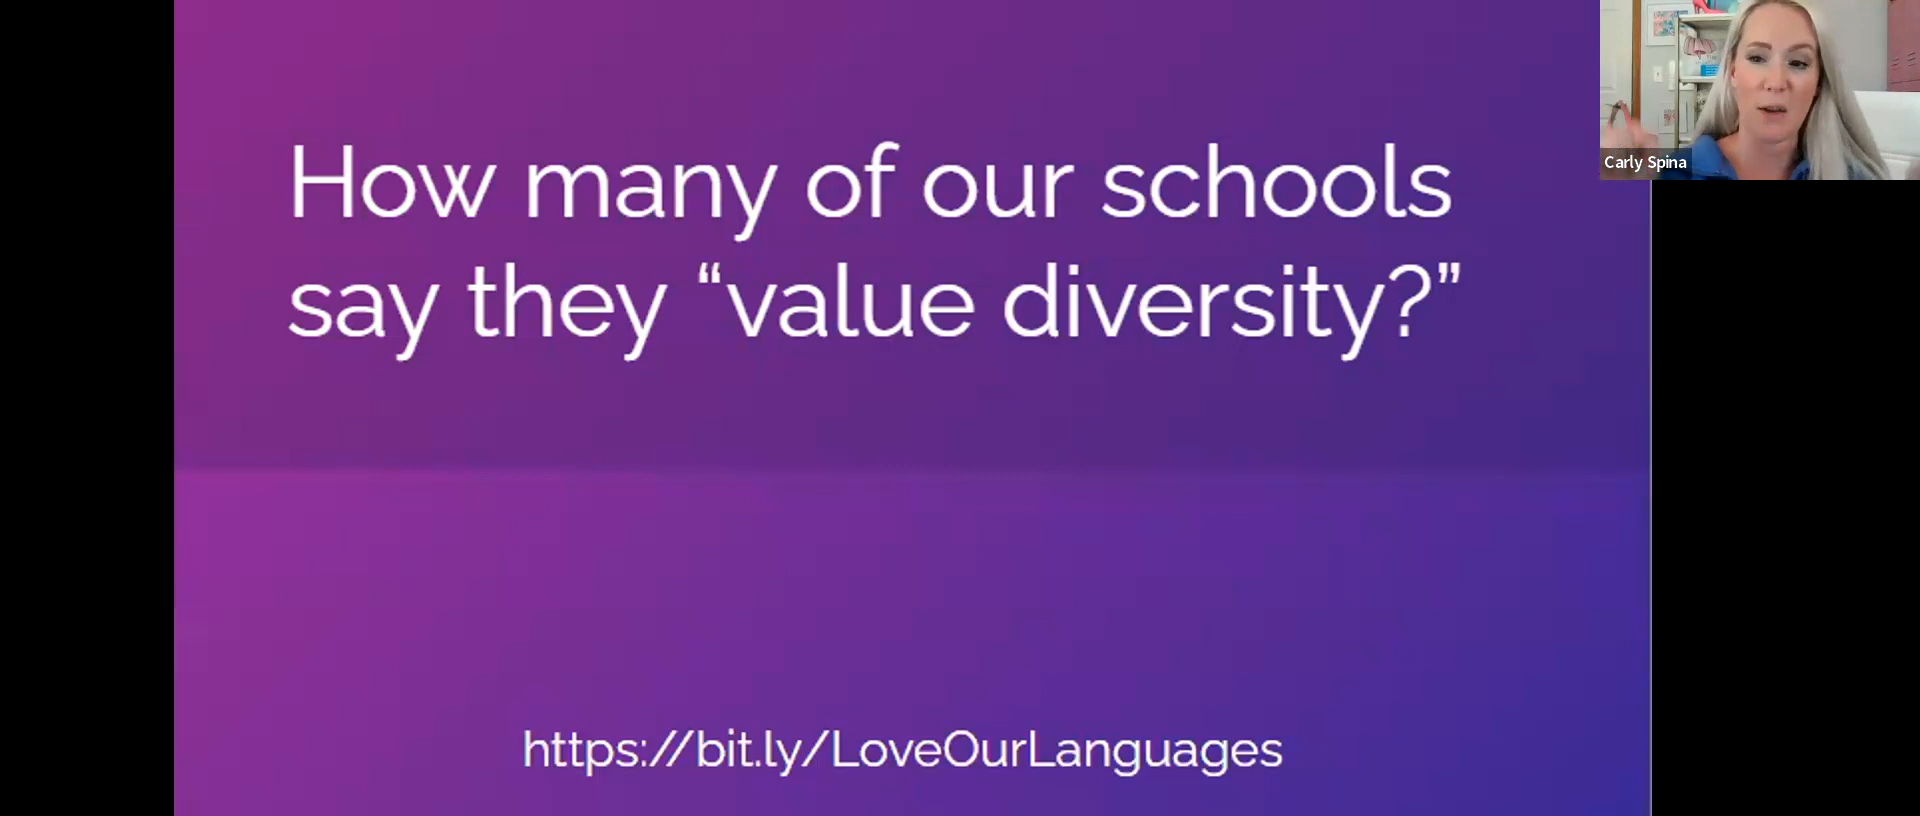 How many of our schools
say they “value diversity?”
https://bit.ly/LoveOurLanguages
Carly Spina